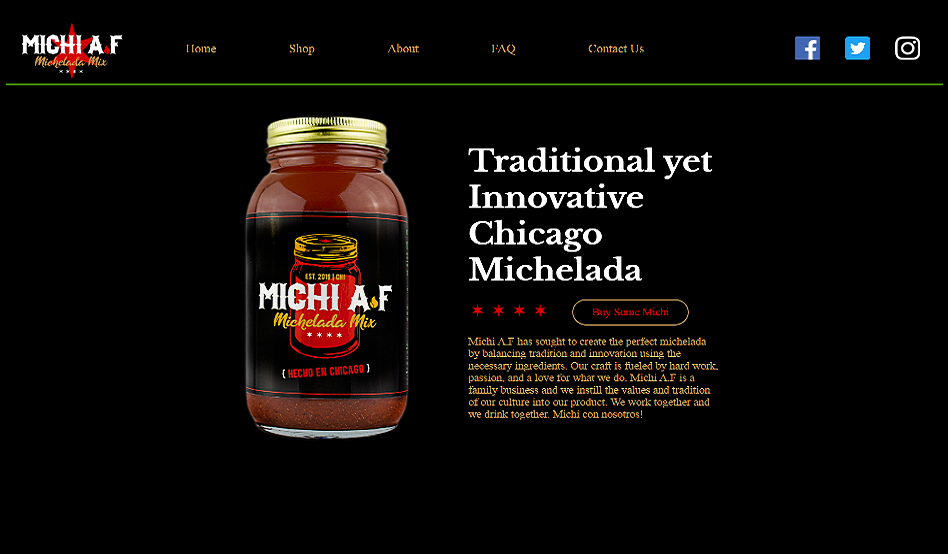 MICHI A.F
Michelada Mix
Home
Shop
About
FAQ
Contact Us
EST. 2019 | CHI
MICHI A.F
Michelada Mix
( HECHO EN CHICAGO )
Traditional yet
Innovative
Chicago
Michelada
Buy Some Michi
Michi A.F has sought to create the perfect michelada
by balancing tradition and innovation using the
necessary ingredients. Our craft is fueled by hard work,
passion, and a love for what we do. Michi A.F is a
family business and we instill the values and tradition
of our culture into our product. We work together and
we drink together. Michi con nosotros!